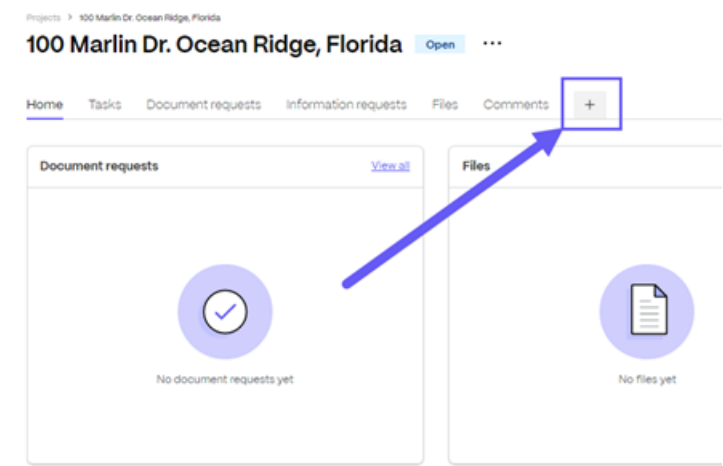 Projects > 100 Marlin Dr. Ocean Ridge, Florida
100 Marlin Dr. Ocean Ridge, Florida Open ...
Home Tasks Document requests Information requests Files Comments +
Document requests View all Files
No document requests yet No files yet